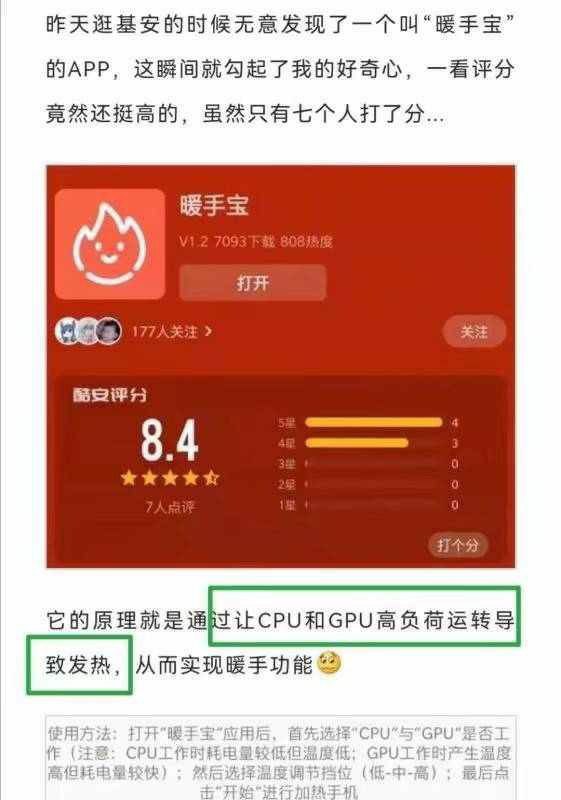 昨天逛基安的时候无意发现了一个叫“暖手宝”
的APP，这瞬间就勾起了我的好奇心，一看评分
竟然还挺高的，虽然只有七个人打了分...
暖手宝
V1.2 7093下载 808热度
打开
177人关注 >
关注
酷安评分
8.4
7人点评
5星 4
4星 3
3星 0
2星 0
1星 0
打个分
它的原理就是通过让CPU和GPU高负荷运转导
致发热，从而实现暖手功能
使用方法：打开“暖手宝”应用后，首先选择“CPU”与“GPU”是否工
作（注意：CPU工作时耗电量较低但温度低；GPU工作时产生温度
高但耗电量较快）；然后选择温度调节挡位（低-中-高）；最后点
击“开始”进行加热手机